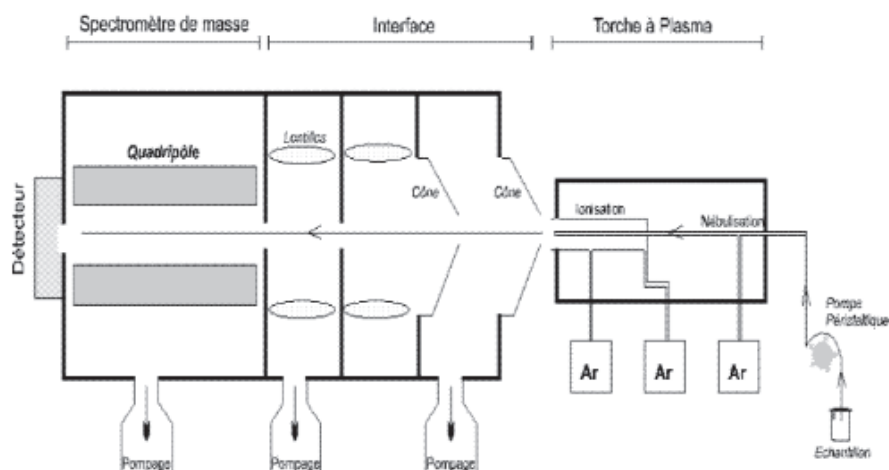 Spectromètre de masse
Interface
Torche à Plasma
Quadripôle
Lentilles
Cône
Cône
Ionisation
Nébulisation
Détecteur
Pompe
Péristaltique
Ar
Ar
Ar
Echantillon
Pompage
Pompage
Pompage